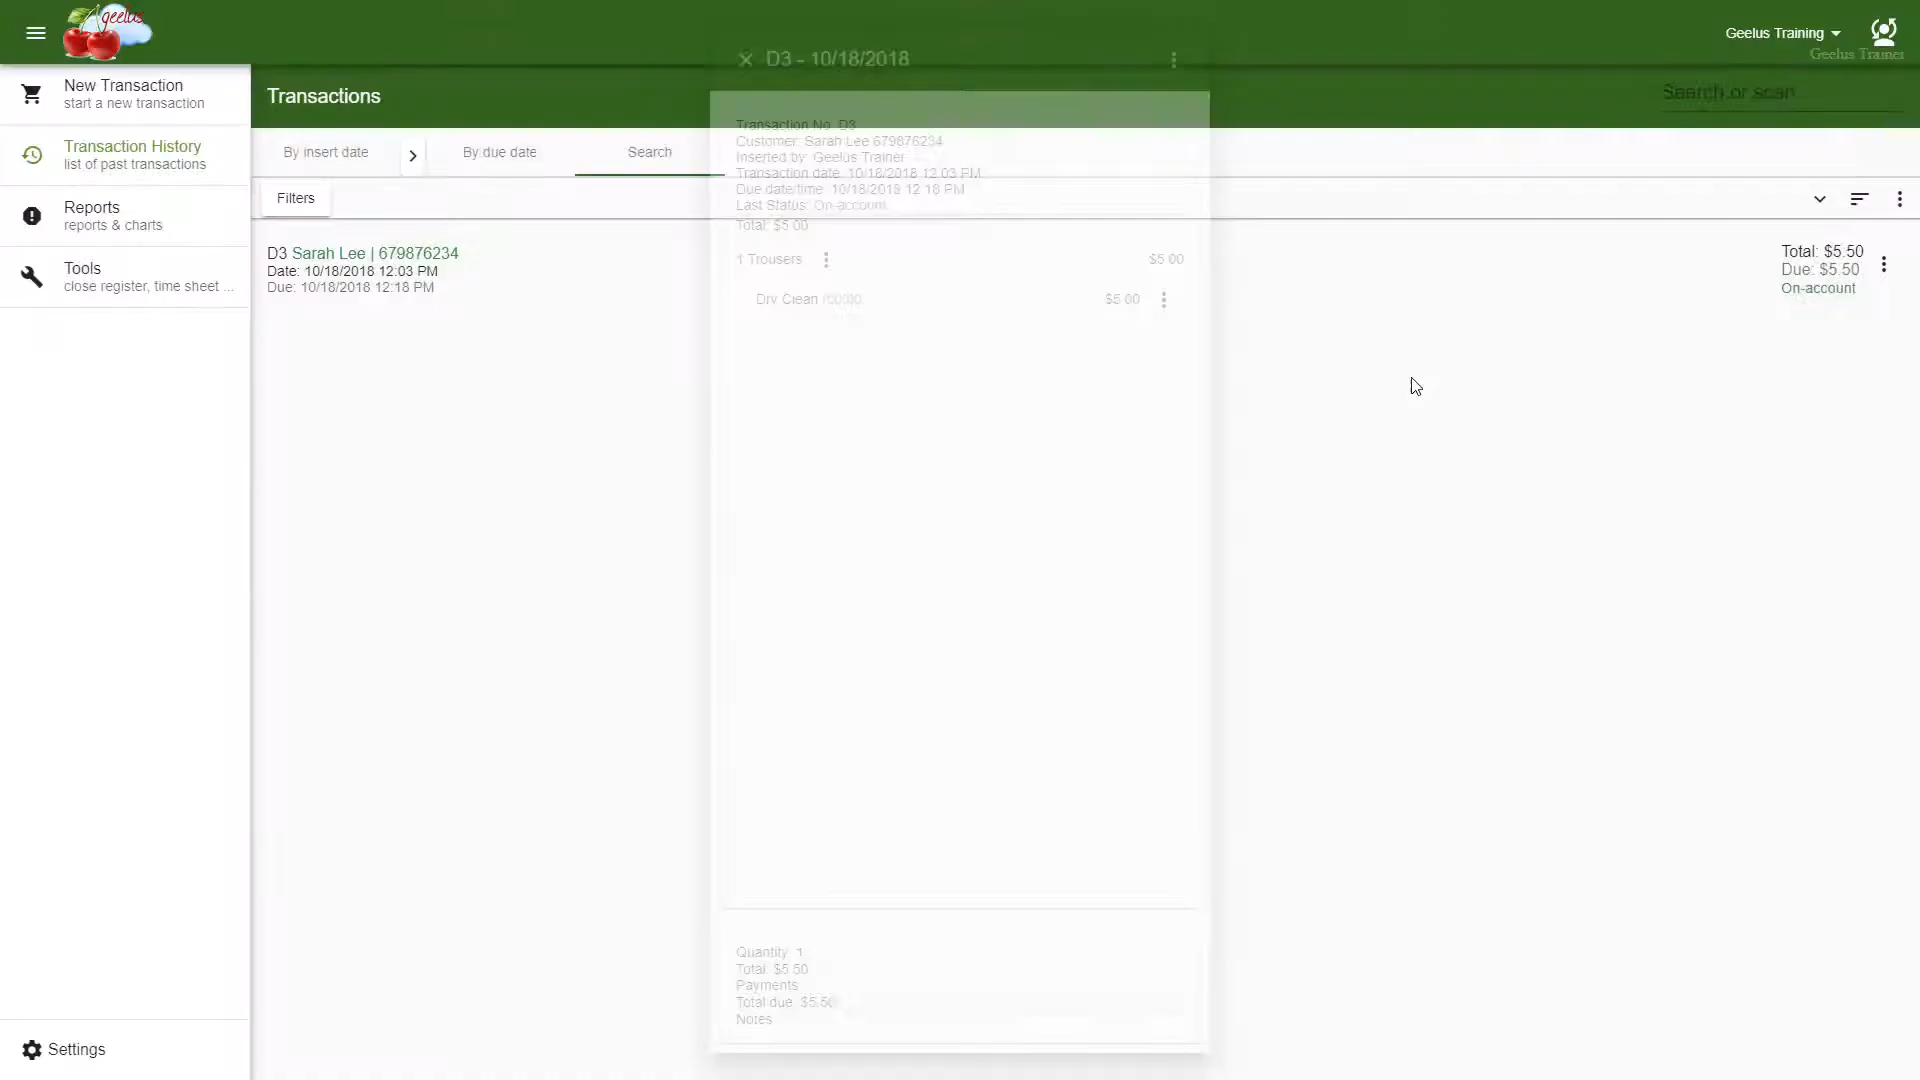 geelus
Geelus Training
Geelus Trainer
New Transaction
start a new transaction
Transaction History
list of past transactions
Reports
reports & charts
Tools
close register, time sheet ...
Settings
Transactions
Search or scan
By insert date
By due date
Search
Filters
D3 Sarah Lee | 679876234
Date: 10/18/2018 12:03 PM
Due: 10/18/2018 12:18 PM
Total: $5.50
Due: $5.50
On-account
D3 - 10/18/2018
Transaction No. D3
Customer: Sarah Lee 679876234
Inserted by: Geelus Trainer
Transaction date: 10/18/2018 12:03 PM
Due date/time: 10/18/2018 12:18 PM
Last Status: On-account
Total: $5.00
1 Trousers $5.00
Dry Clean $5.00
Quantity: 1
Total: $5.50
Payments
Total due: $5.50
Notes